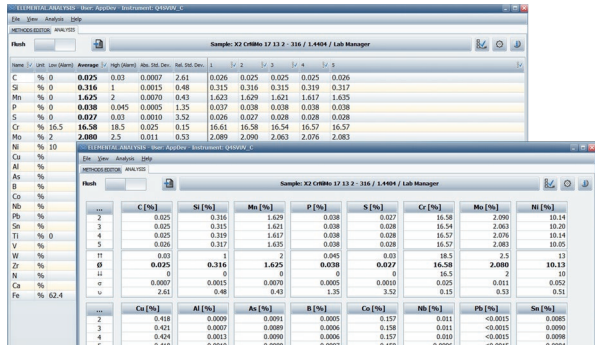 ELEMENTAL.ANALYSIS - User: AppDev - Instrument: Q4SVilV_C
File View Analysis Help
METHODS EDITOR ANALYSIS
Flush
Sample: X2 CrNiMo 17 13 2 - 316 / 1.4404 / Lab Manager
Name Unit Low (Alarm) Average High (Alarm) Abs. Std. Dev. Rel. Std. Dev. 1 2 3 4 5
C % 0 0.025 0.03 0.0007 2.61 0.026 0.025 0.025 0.025 0.026
Si % 0 0.316 1 0.0015 0.48 0.315 0.316 0.315 0.319 0.317
Mn % 0 1.625 2 0.0070 0.43 1.623 1.629 1.621 1.617 1.635
P % 0 0.038 0.045 0.0005 1.35 0.037 0.038 0.038 0.038 0.038
S % 0 0.027 0.03 0.0010 3.52 0.026 0.027 0.028 0.028 0.028
Cr % 16.5 16.58 18.5 0.025 0.15 16.61 16.58 16.54 16.57 16.57
Mo % 2 2.080 2.5 0.011 0.53 2.089 2.090 2.063 2.076 2.083
Ni % 10
Cu %
Al %
As %
B %
Co %
Nb %
Pb %
Sn %
Ti % 0
V %
W %
Zr %
N %
Ca %
Fe % 62.4
ELEMENTAL.ANALYSIS - User: AppDev - Instrument: Q4SVilV_C
File View Analysis Help
METHODS EDITOR ANALYSIS
Flush
Sample: X2 CrNiMo 17 13 2 - 316 / 1.4404 / Lab Manager
... C [%] Si [%] Mn [%] P [%] S [%] Cr [%] Mo [%] Ni [%]
2 0.025 0.316 1.629 0.038 0.027 16.58 2.090 10.14
3 0.025 0.315 1.621 0.038 0.028 16.54 2.063 10.20
4 0.025 0.319 1.617 0.038 0.028 16.57 2.076 10.14
5 0.026 0.317 1.635 0.038 0.028 16.57 2.083 10.05
↑↑ 0.03 1 2 0.045 0.03 18.5 2.5 13
Ø 0.025 0.316 1.625 0.038 0.027 16.58 2.080 10.13
↓↓ 0 0 0 0 0 16.5 2 10
σ 0.0007 0.0015 0.0070 0.0005 0.0010 0.025 0.011 0.052
υ 2.61 0.48 0.43 1.35 3.52 0.15 0.53 0.51
... Cu [%] Al [%] As [%] B [%] Co [%] Nb [%] Pb [%] Sn [%]
2 0.418 0.0009 0.0091 0.0005 0.157 0.011 <0.0015 0.0085
3 0.421 0.0007 0.0089 0.0006 0.158 0.011 <0.0015 0.0090
4 0.424 0.0013 0.0090 0.0006 0.157 0.010 <0.0015 0.0098